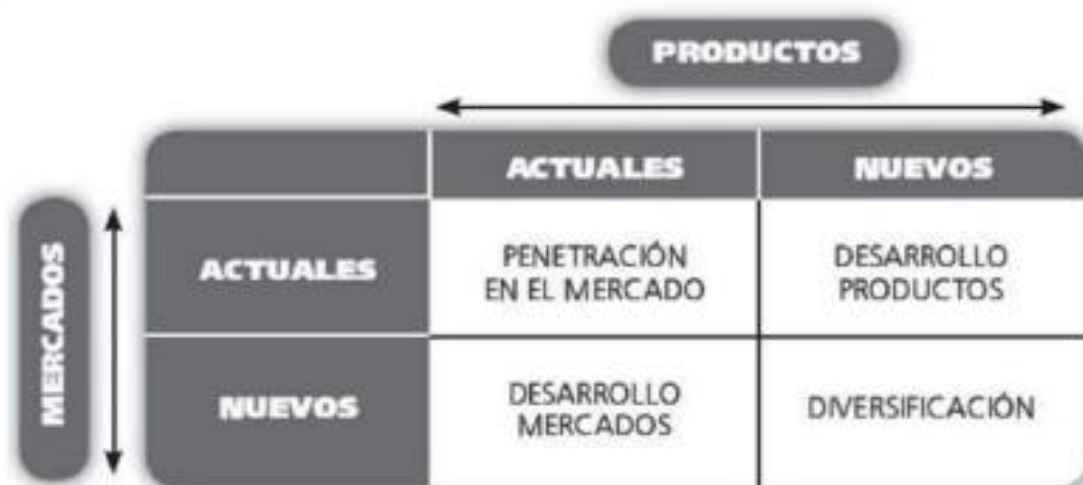 PRODUCTOS
ACTUALES NUEVOS
MERCADOS
ACTUALES
PENETRACIÓN
EN EL MERCADO
DESARROLLO
PRODUCTOS
NUEVOS
DESARROLLO
MERCADOS
DIVERSIFICACIÓN